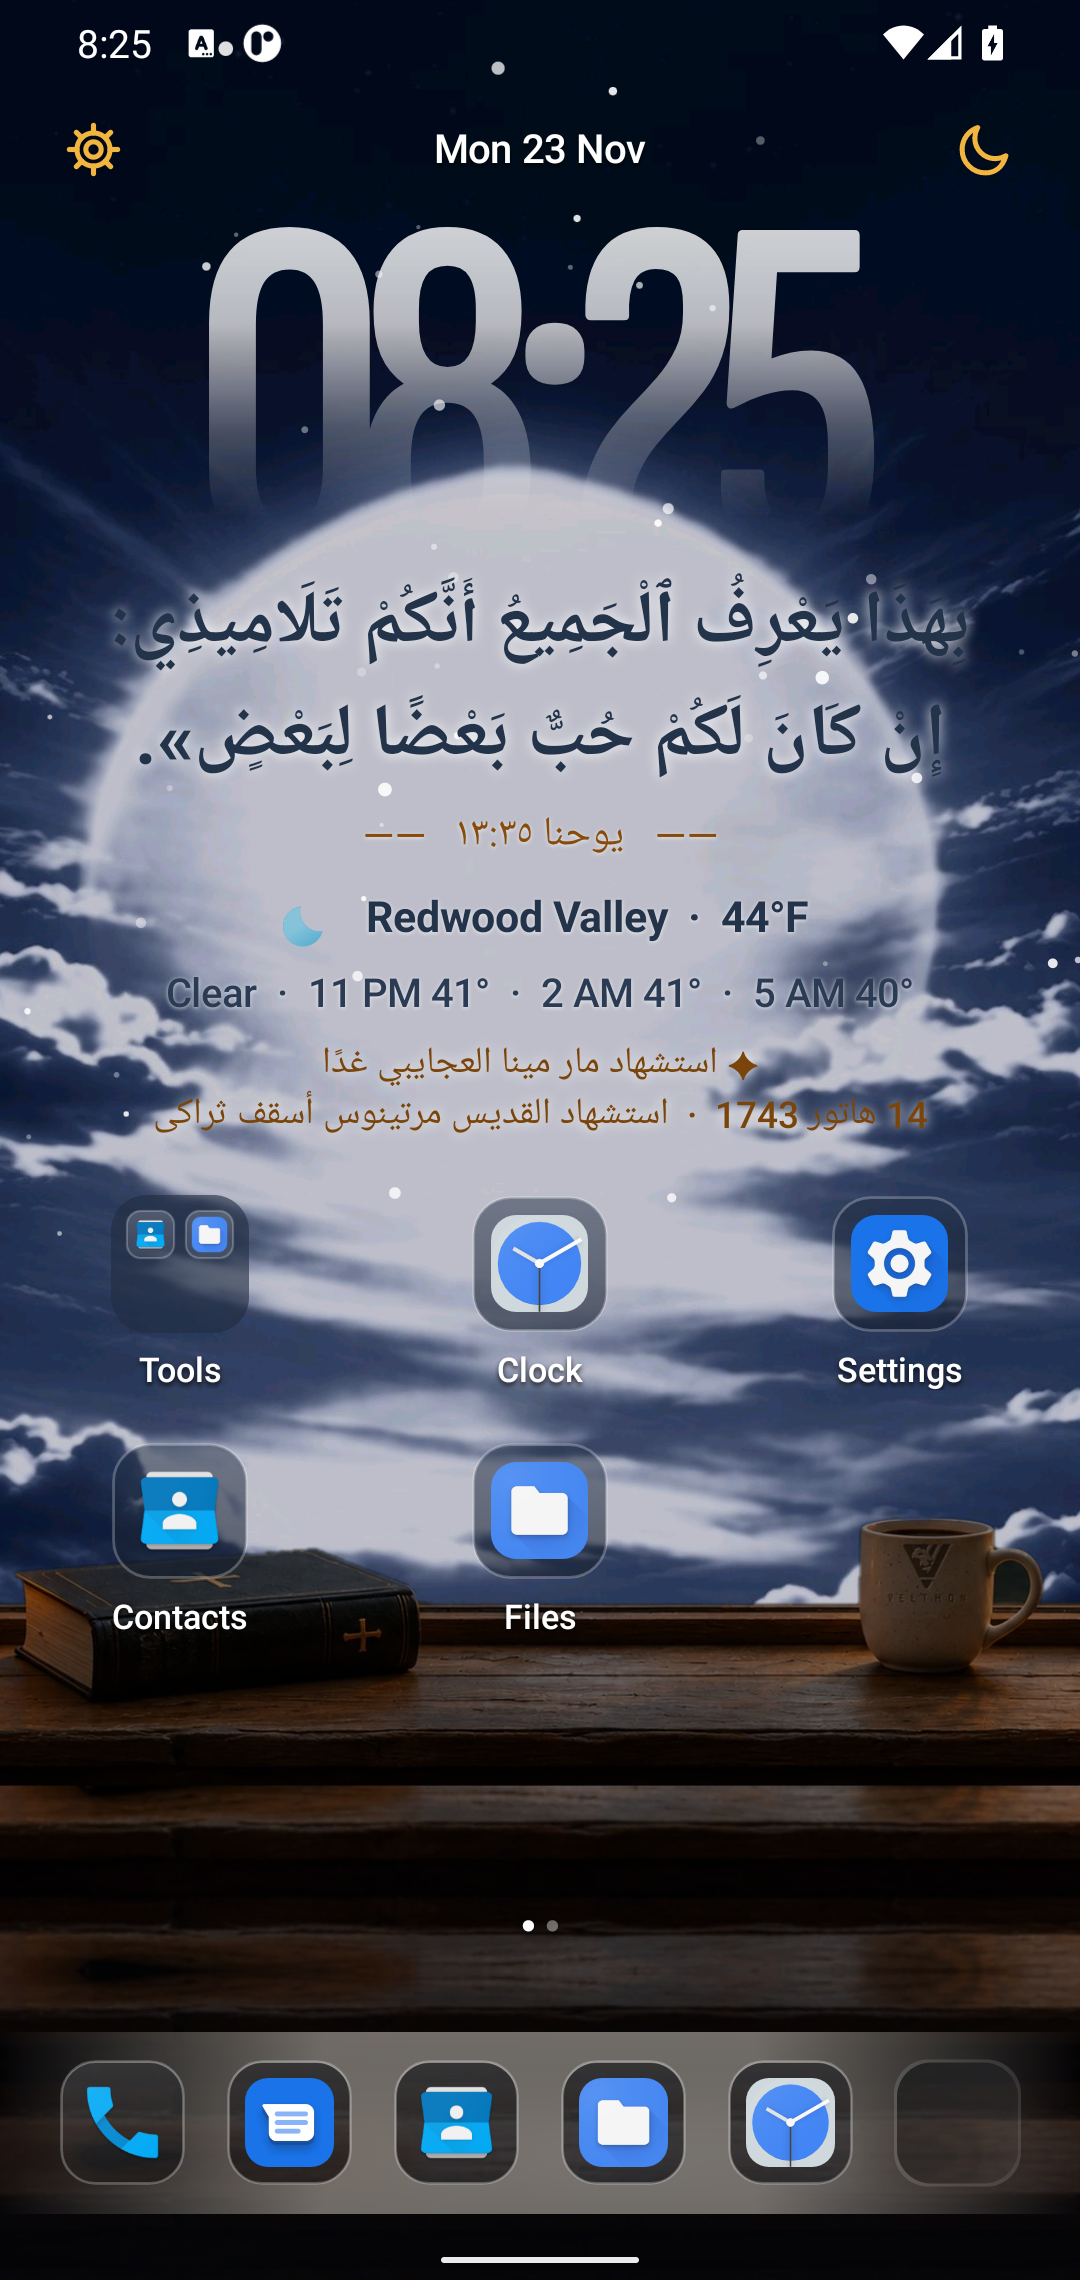 8:25
Mon 23 Nov
08:25
بِهَذَا يَعْرِفُ ٱلْجَمِيعُ أَنَّكُمْ تَلَامِيذِي:
إِنْ كَانَ لَكُمْ حُبٌّ بَعْضًا لِبَعْضٍ».
—— يوحنا ١٣:٣٥ ——
Redwood Valley · 44°F
Clear · 11 PM 41° · 2 AM 41° · 5 AM 40°
✦ استشهاد مار مينا العجايبي غدًا
14 هاتور 1743 · استشهاد القديس مرتينوس أسقف ثراكى
Tools
Clock
Settings
Contacts
Files